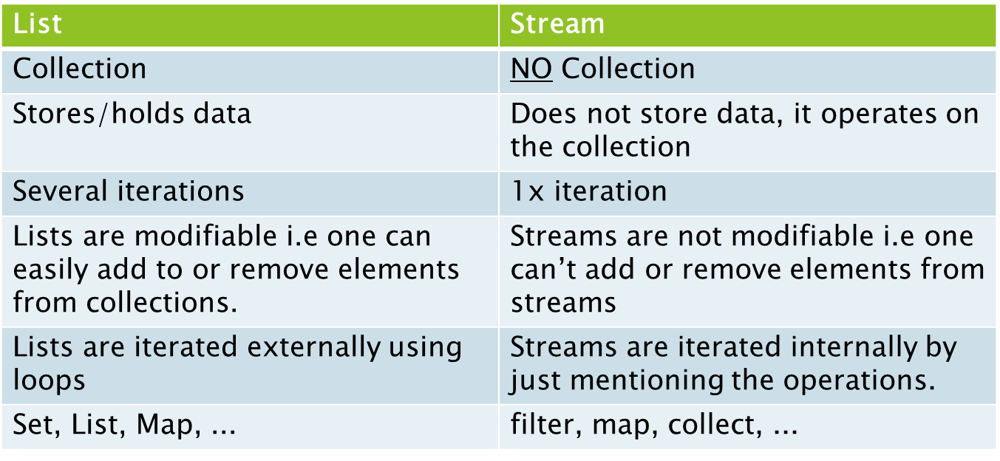 List
Stream
Collection
NO Collection
Stores/holds data
Does not store data, it operates on
the collection
Several iterations
1x iteration
Lists are modifiable i.e one can
easily add to or remove elements
from collections.
Streams are not modifiable i.e one
can’t add or remove elements from
streams
Lists are iterated externally using
loops
Streams are iterated internally by
just mentioning the operations.
Set, List, Map, ...
filter, map, collect, ...